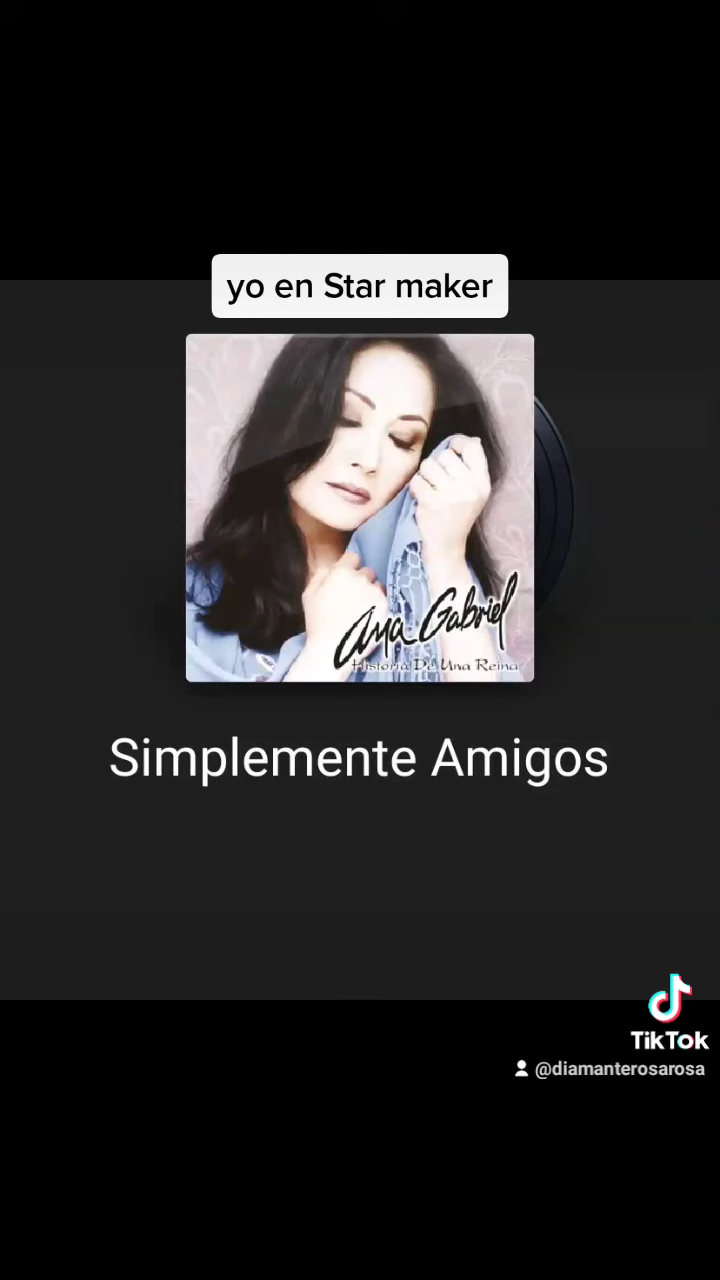 yo en Star maker
Ana Gabriel
Historia De Una Reina
Simplemente Amigos
TikTok
@diamanterosarosa